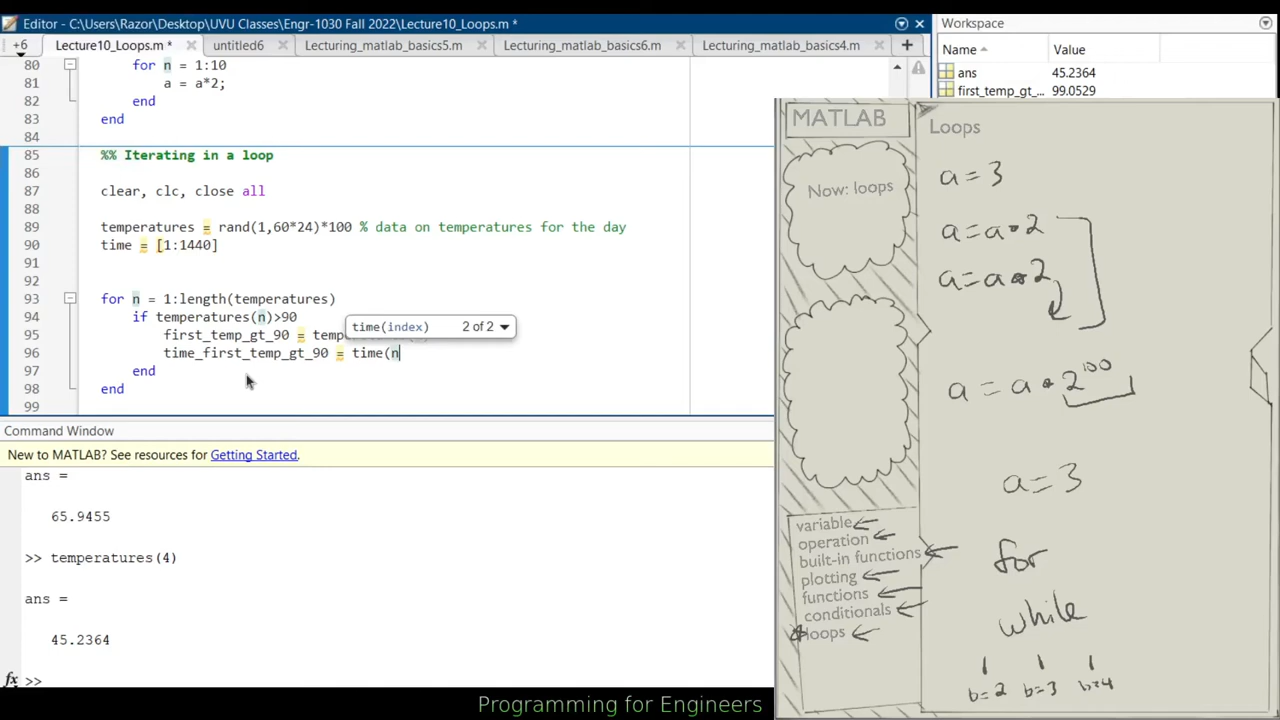 Editor - C:\Users\Razor\Desktop\UVU Classes\Engr-1030 Fall 2022\Lecture10_Loops.m *
+6 Lecture10_Loops.m * untitled6 Lecturing_matlab_basics5.m Lecturing_matlab_basics6.m Lecturing_matlab_basics4.m +
80 for n = 1:10
81 a = a*2;
82 end
83 end
84
85 %% Iterating in a loop
86
87 clear, clc, close all
88
89 temperatures = rand(1,60*24)*100 % data on temperatures for the day
90 time = [1:1440]
91
92
93 for n = 1:length(temperatures)
94 if temperatures(n)>90
95 first_temp_gt_90 =
96 time_first_temp_gt_90 = time(n
97 end
98 end
99
time(index) 2 of 2
Command Window
New to MATLAB? See resources for Getting Started.
ans =
65.9455
>> temperatures(4)
ans =
45.2364
fx >>
Workspace
Name Value
ans 45.2364
first_temp_gt_... 99.0529
MATLAB
Now: loops
variable
operation
built-in functions
plotting
functions
conditionals
loops
Loops
a = 3
a = a * 2
a = a * 2
a = a * 2^100
a = 3
for
while
b=2 b=3 b=4
Programming for Engineers